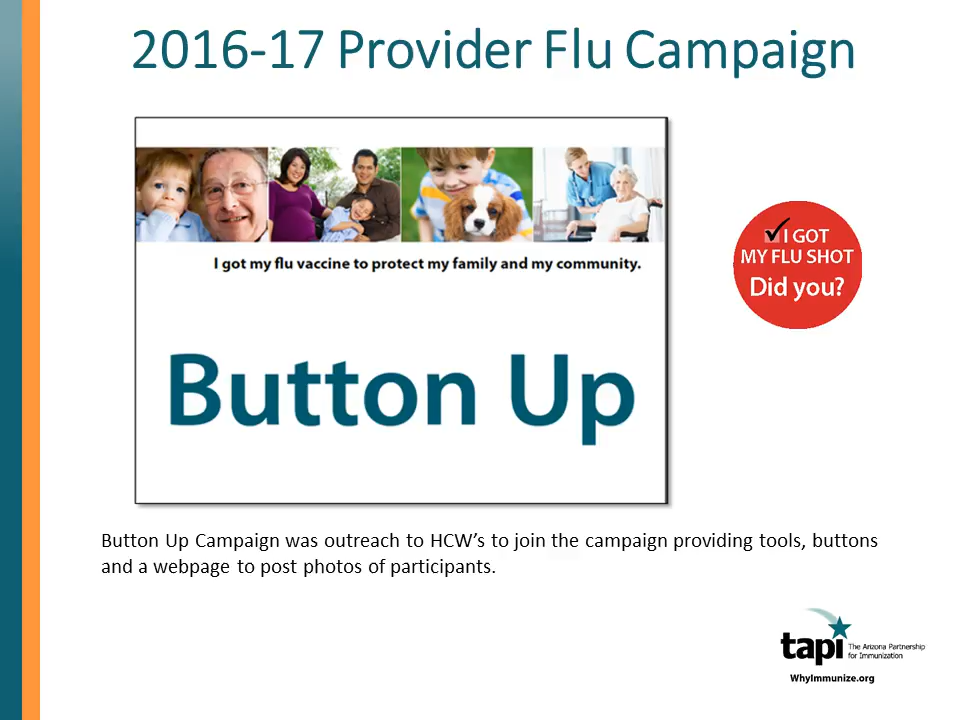 2016-17 Provider Flu Campaign
I got my flu vaccine to protect my family and my community.
Button Up
I GOT
MY FLU SHOT
Did you?
Button Up Campaign was outreach to HCW’s to join the campaign providing tools, buttons
and a webpage to post photos of participants.
tapi
The Arizona Partnership
for Immunization
WhyImmunize.org